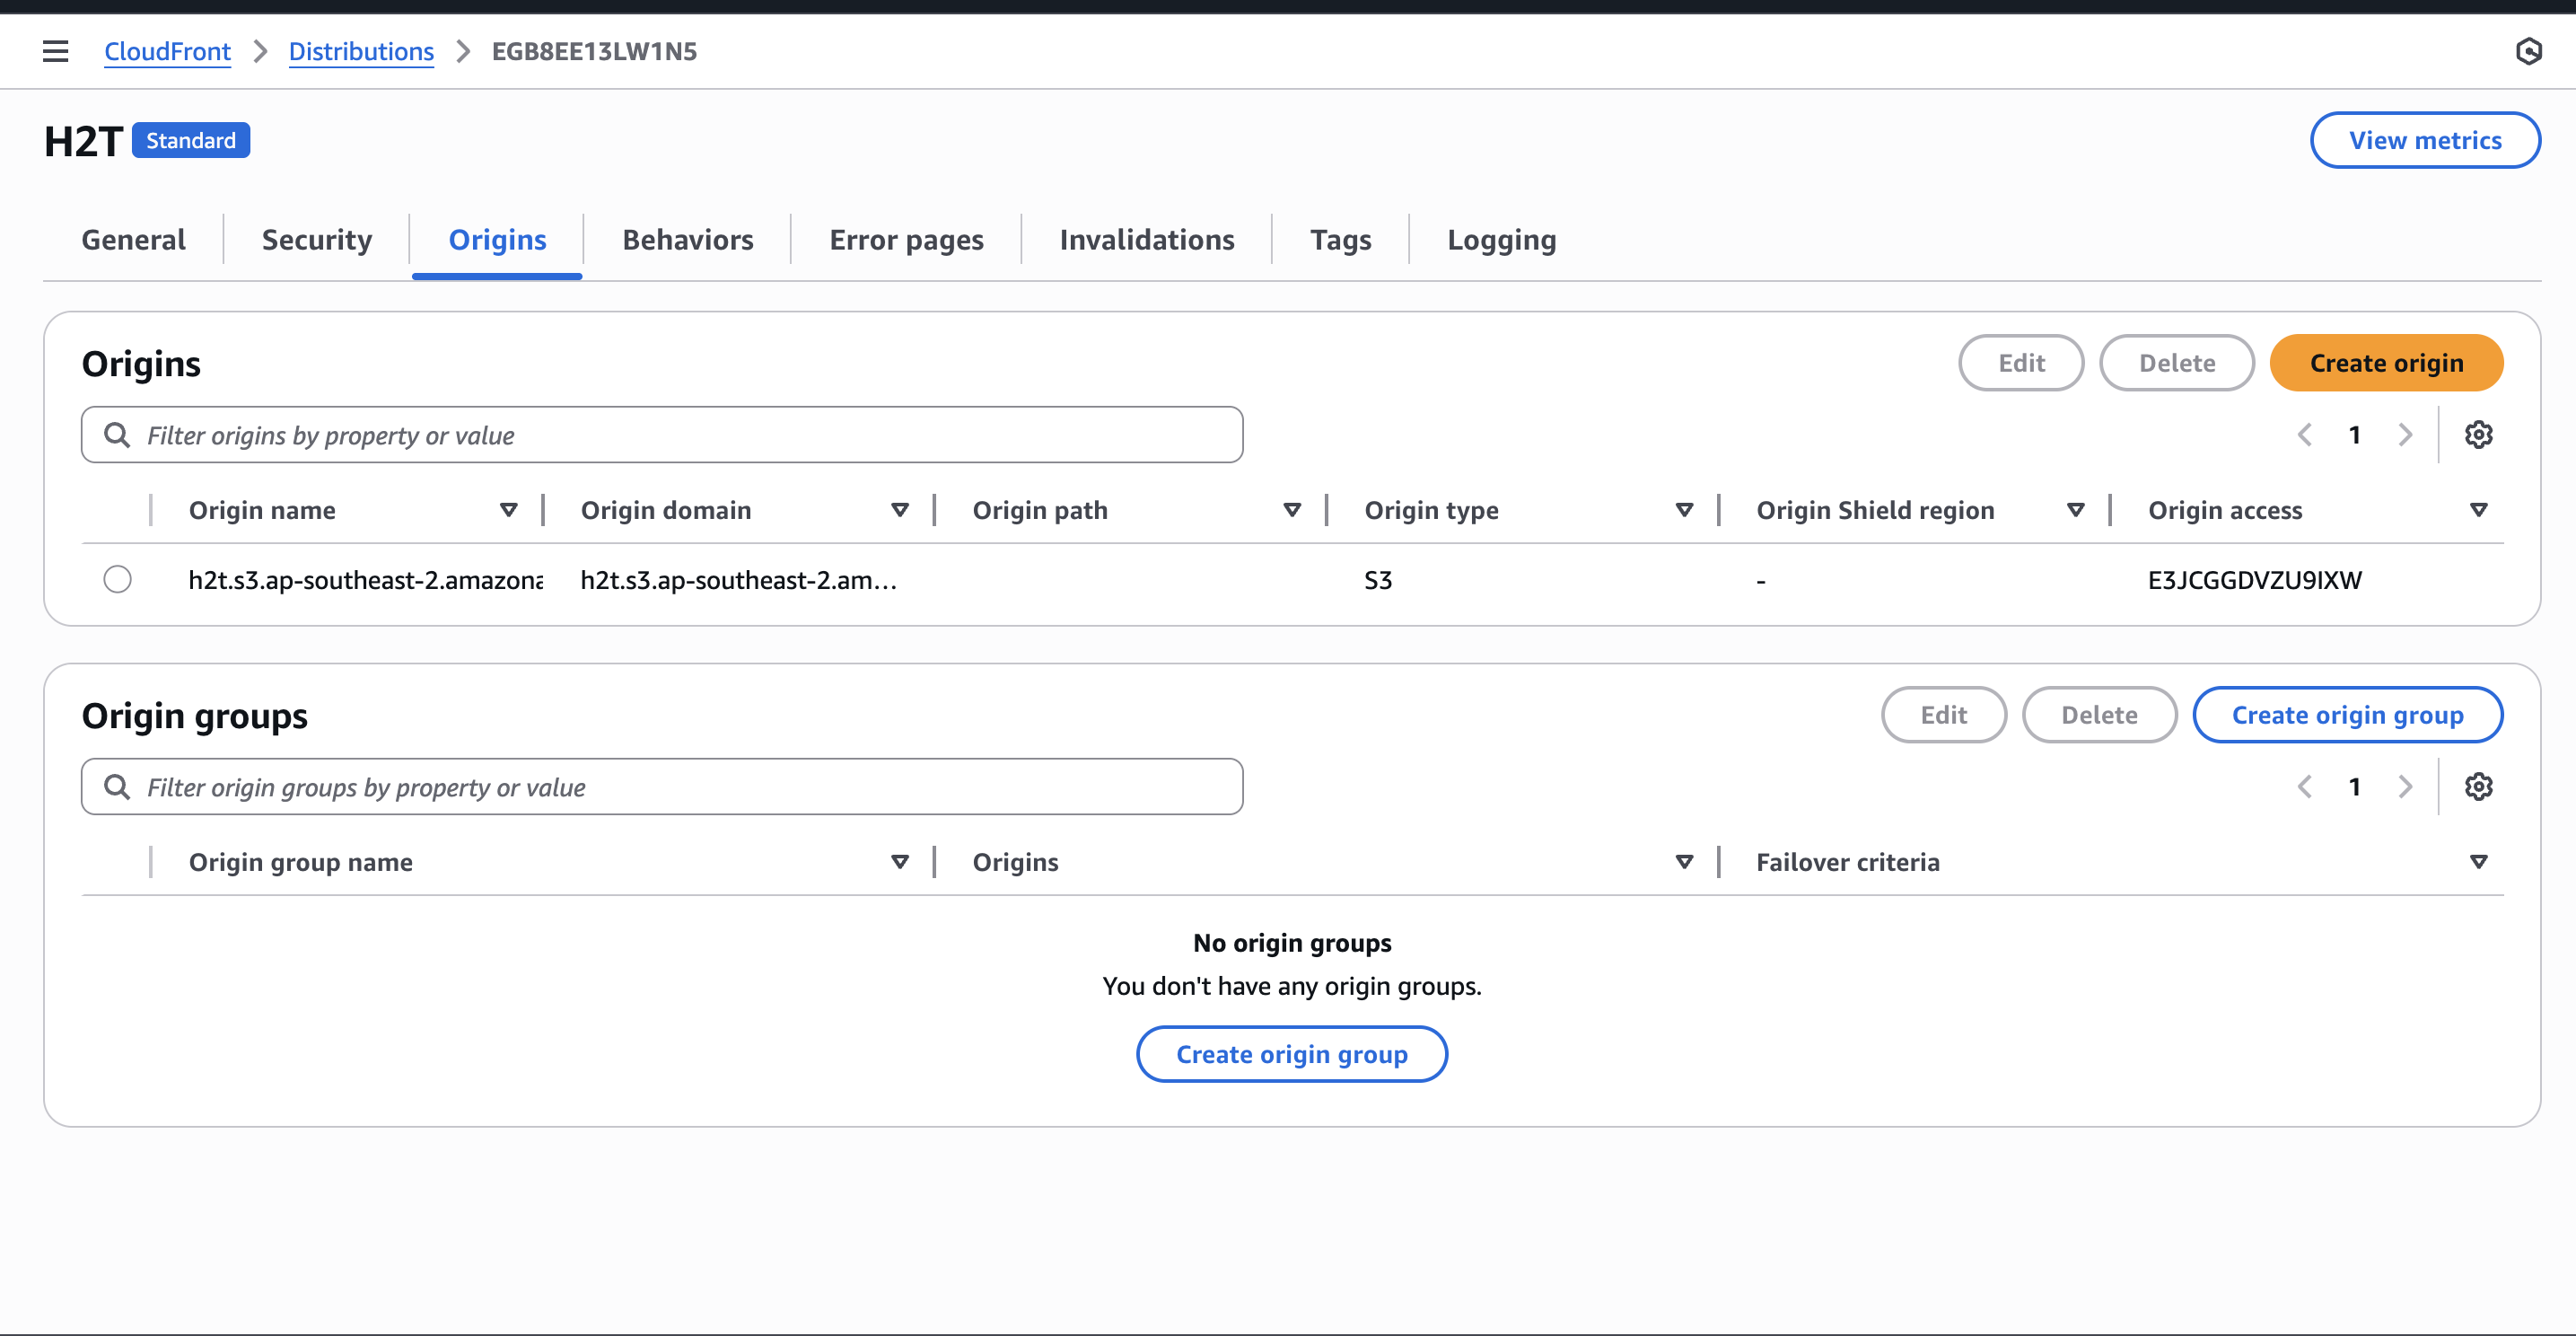 CloudFront > Distributions > EGB8EE13LW1N5
H2T Standard
View metrics
General Security Origins Behaviors Error pages Invalidations Tags Logging
Origins
Edit Delete Create origin
Filter origins by property or value
1
Origin name Origin domain Origin path Origin type Origin Shield region Origin access
h2t.s3.ap-southeast-2.amazona h2t.s3.ap-southeast-2.am... S3 - E3JCGGDVZU9IXW
Origin groups
Edit Delete Create origin group
Filter origin groups by property or value
1
Origin group name Origins Failover criteria
No origin groups
You don't have any origin groups.
Create origin group